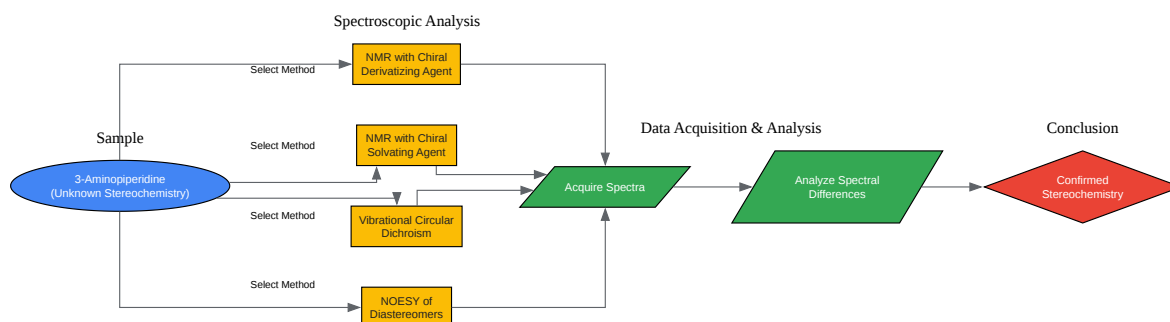 Spectroscopic Analysis
NMR with Chiral
Derivatizing Agent
Select Method
Sample
Data Acquisition & Analysis
Conclusion
Select Method
NMR with Chiral
Solvating Agent
3-Aminopiperidine
(Unknown Stereochemistry)
Acquire Spectra
Analyze Spectral
Differences
Confirmed
Stereochemistry
Select Method
Vibrational Circular
Dichroism
Select Method
NOESY of
Diastereomers